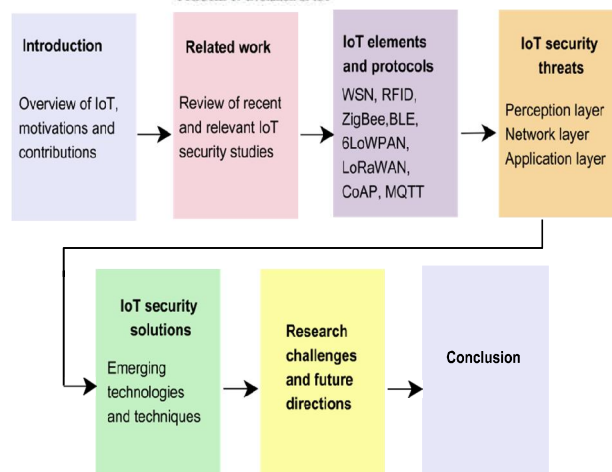 Introduction
Overview of IoT,
motivations and
contributions
Related work
Review of recent
and relevant IoT
security studies
IoT elements
and protocols
WSN, RFID,
ZigBee,BLE,
6LoWPAN,
LoRaWAN,
CoAP, MQTT
IoT security
threats
Perception layer
Network layer
Application layer
IoT security
solutions
Emerging
technologies
and techniques
Research
challenges
and future
directions
Conclusion